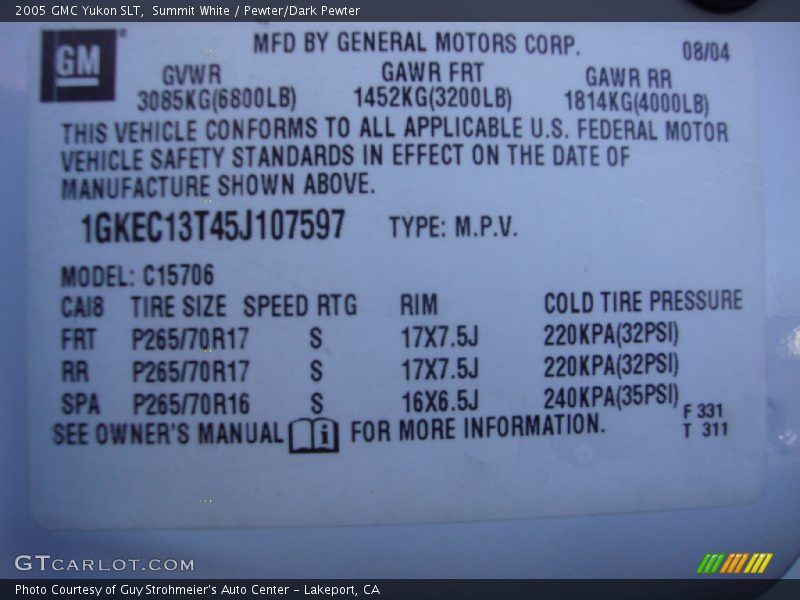 2005 GMC Yukon SLT,  Summit White / Pewter/Dark Pewter
GM
MFD BY GENERAL MOTORS CORP.
08/04
GVWR GAWR FRT GAWR RR
3085KG(6800LB) 1452KG(3200LB) 1814KG(4000LB)
THIS VEHICLE CONFORMS TO ALL APPLICABLE U.S. FEDERAL MOTOR
VEHICLE SAFETY STANDARDS IN EFFECT ON THE DATE OF
MANUFACTURE SHOWN ABOVE.
1GKEC13T45J107597 TYPE: M.P.V.
MODEL: C15706
CAI8 TIRE SIZE SPEED RTG RIM COLD TIRE PRESSURE
FRT P265/70R17 S 17X7.5J 220KPA(32PSI)
RR P265/70R17 S 17X7.5J 220KPA(32PSI)
SPA P265/70R16 S 16X6.5J 240KPA(35PSI)
SEE OWNER'S MANUAL i FOR MORE INFORMATION.
F 331
T 311
GTCARLOT.COM
Photo Courtesy of Guy Strohmeier's Auto Center – Lakeport, CA